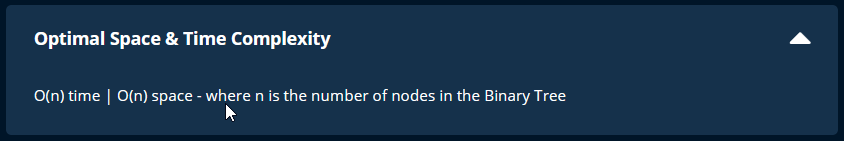 Optimal Space & Time Complexity
O(n) time | O(n) space - where n is the number of nodes in the Binary Tree